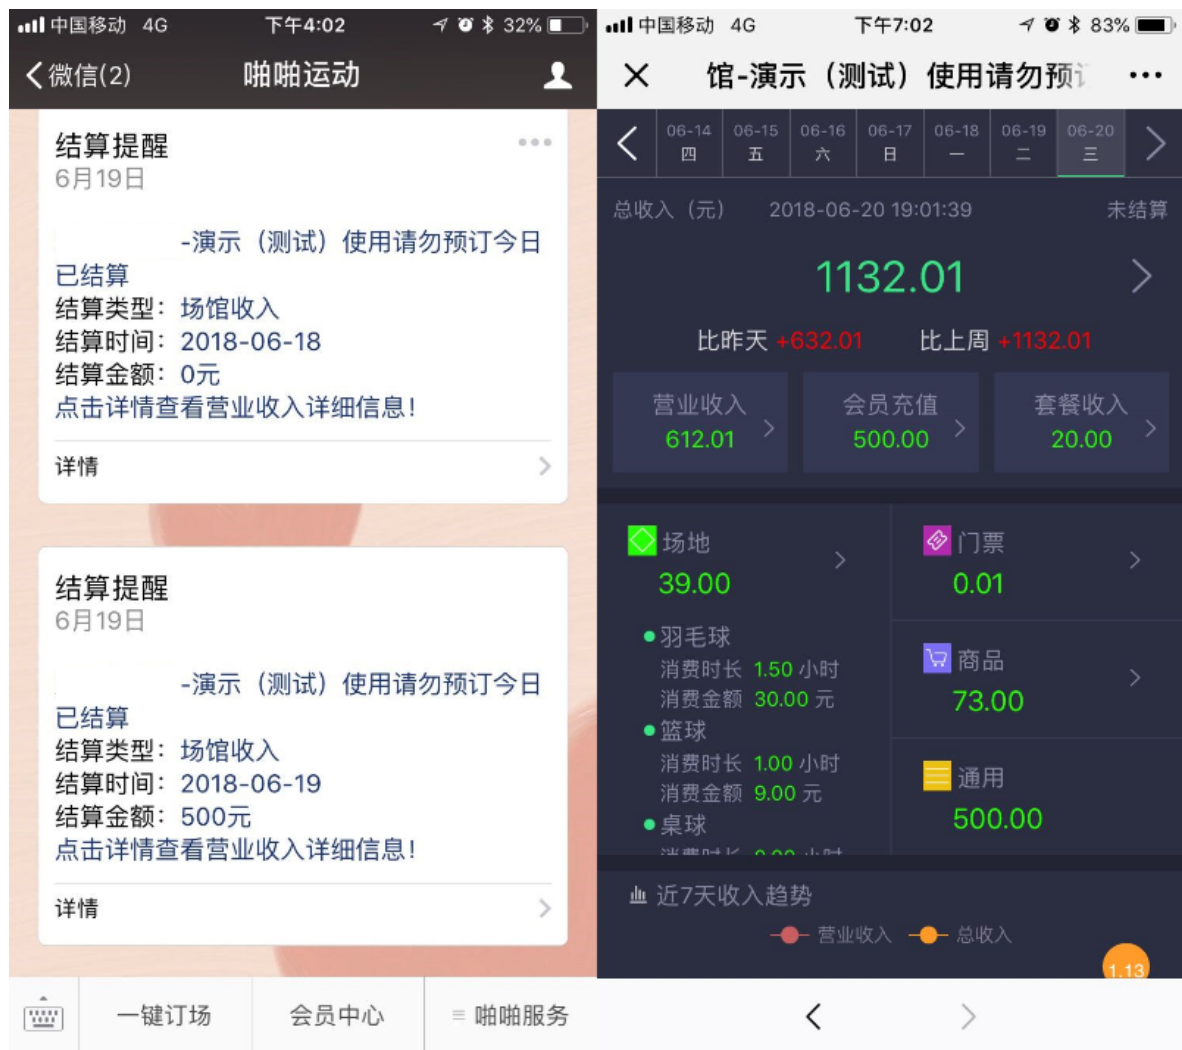 中国移动 4G 下午4:02 32%
微信(2) 啪啪运动
结算提醒
6月19日
-演示（测试）使用请勿预订今日
已结算
结算类型：场馆收入
结算时间：2018-06-18
结算金额：0元
点击详情查看营业收入详细信息！
详情
结算提醒
6月19日
-演示（测试）使用请勿预订今日
已结算
结算类型：场馆收入
结算时间：2018-06-19
结算金额：500元
点击详情查看营业收入详细信息！
详情
一键订场 会员中心 啪啪服务
中国移动 4G 下午7:02 83%
馆-演示（测试）使用请勿预
06-14 06-15 06-16 06-17 06-18 06-19 06-20
四 五 六 日 一 二 三
总收入（元） 2018-06-20 19:01:39 未结算
1132.01
比昨天 +632.01 比上周 +1132.01
营业收入 会员充值 套餐收入
612.01 500.00 20.00
场地
39.00
羽毛球
消费时长 1.50 小时
消费金额 30.00 元
篮球
消费时长 1.00 小时
消费金额 9.00 元
桌球
门票
0.01
商品
73.00
通用
500.00
近7天收入趋势
营业收入 总收入
1.13